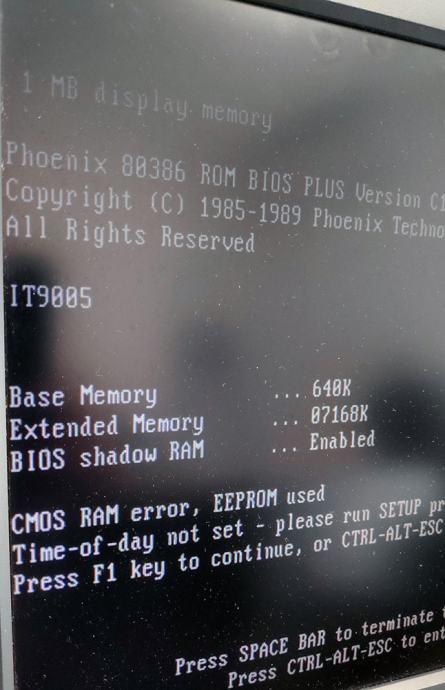 1 MB display memory
Phoenix 80386 ROM BIOS PLUS Version
Copyright (C) 1985-1989 Phoenix Techno
All Rights Reserved
IT9005
Base Memory ... 640K
Extended Memory ... 07168K
BIOS shadow RAM ... Enabled
CMOS RAM error, EEPROM used
Time-of-day not set - please run SETUP pr
Press F1 key to continue, or CTRL-ALT-ESC
Press SPACE BAR to terminate
Press CTRL-ALT-ESC to ent